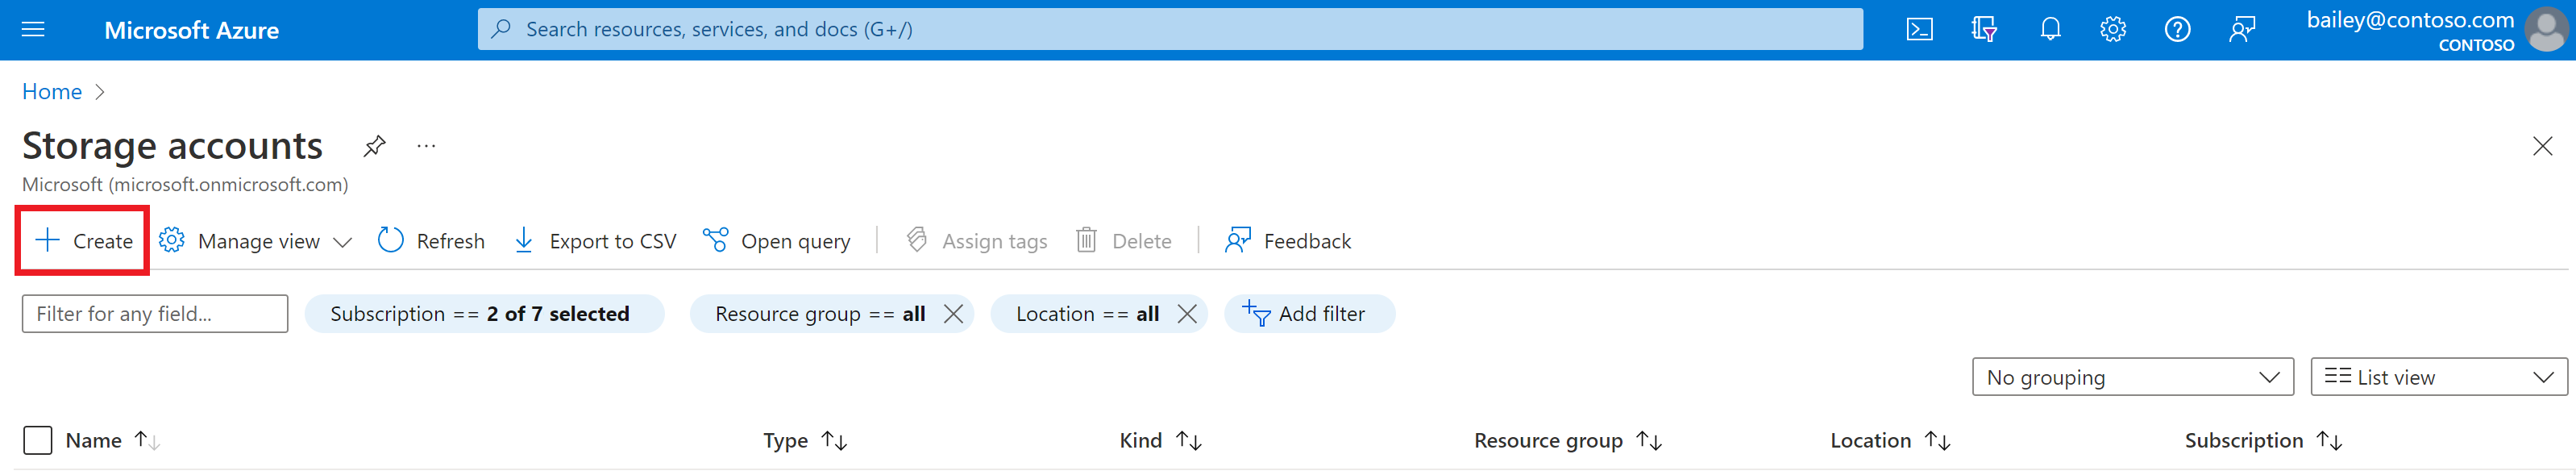 Microsoft Azure
Search resources, services, and docs (G+/)
bailey@contoso.com
CONTOSO
Home
Storage accounts
Microsoft (microsoft.onmicrosoft.com)
Create Manage view Refresh Export to CSV Open query Assign tags Delete Feedback
Filter for any field... Subscription == 2 of 7 selected Resource group == all Location == all Add filter
No grouping List view
Name Type Kind Resource group Location Subscription